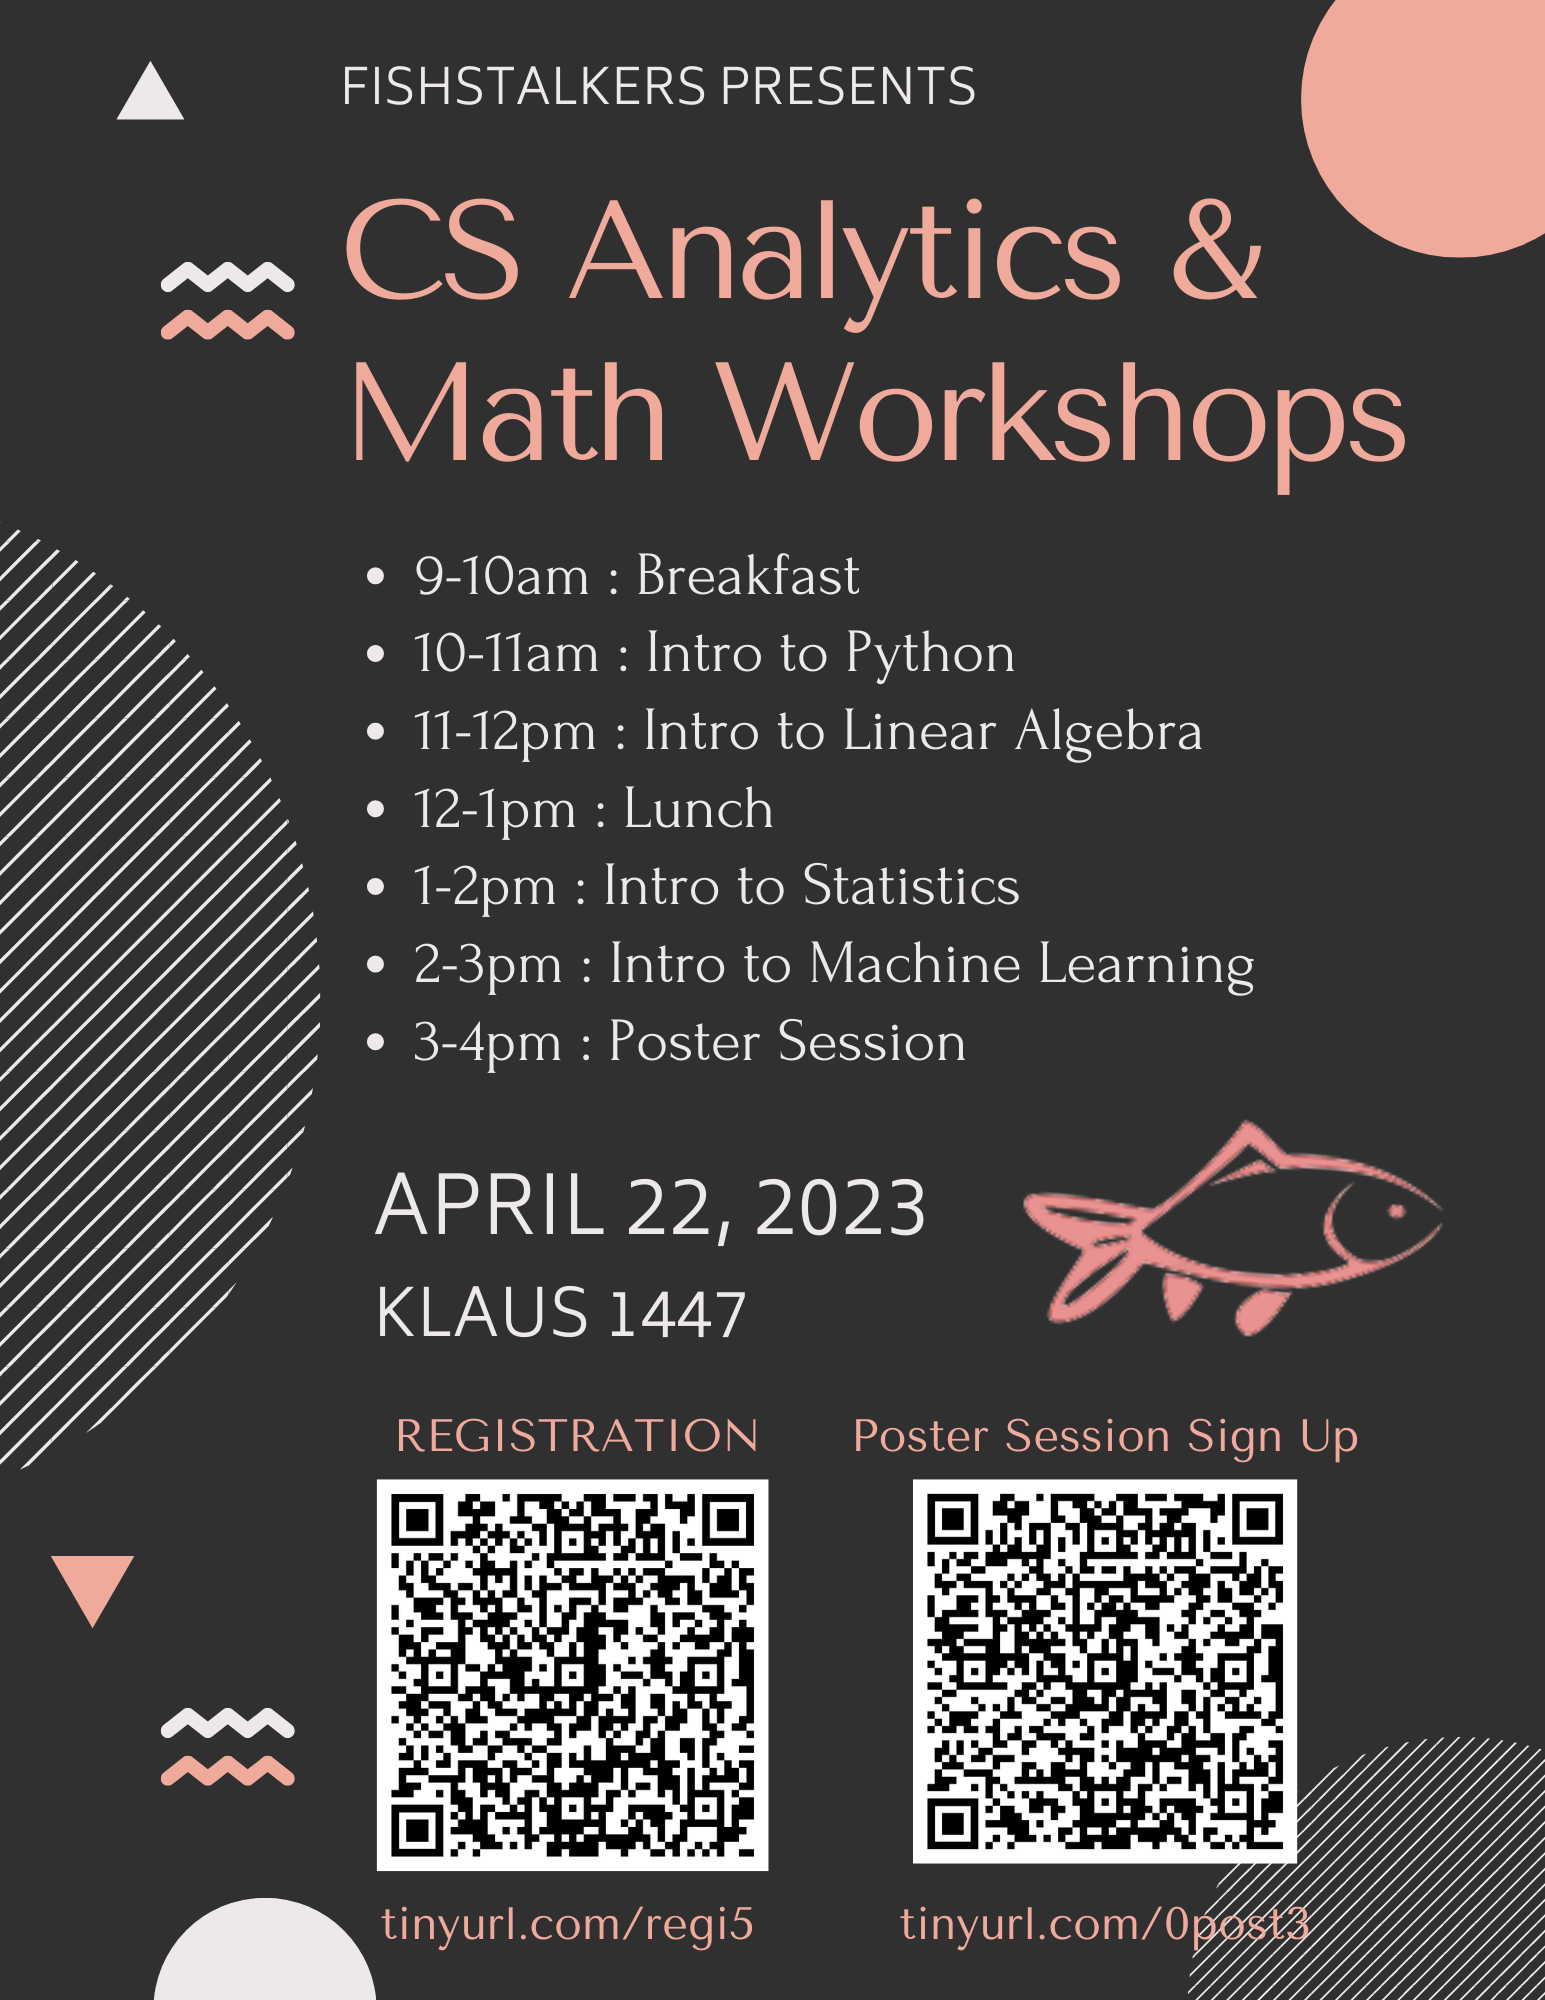 FISHSTALKERS PRESENTS
CS Analytics &
Math Workshops
• 9-10am : Breakfast
• 10-11am : Intro to Python
• 11-12pm : Intro to Linear Algebra
• 12-1pm : Lunch
• 1-2pm : Intro to Statistics
• 2-3pm : Intro to Machine Learning
• 3-4pm : Poster Session
APRIL 22, 2023
KLAUS 1447
REGISTRATION
Poster Session Sign Up
tinyurl.com/regi5
tinyurl.com/0post3